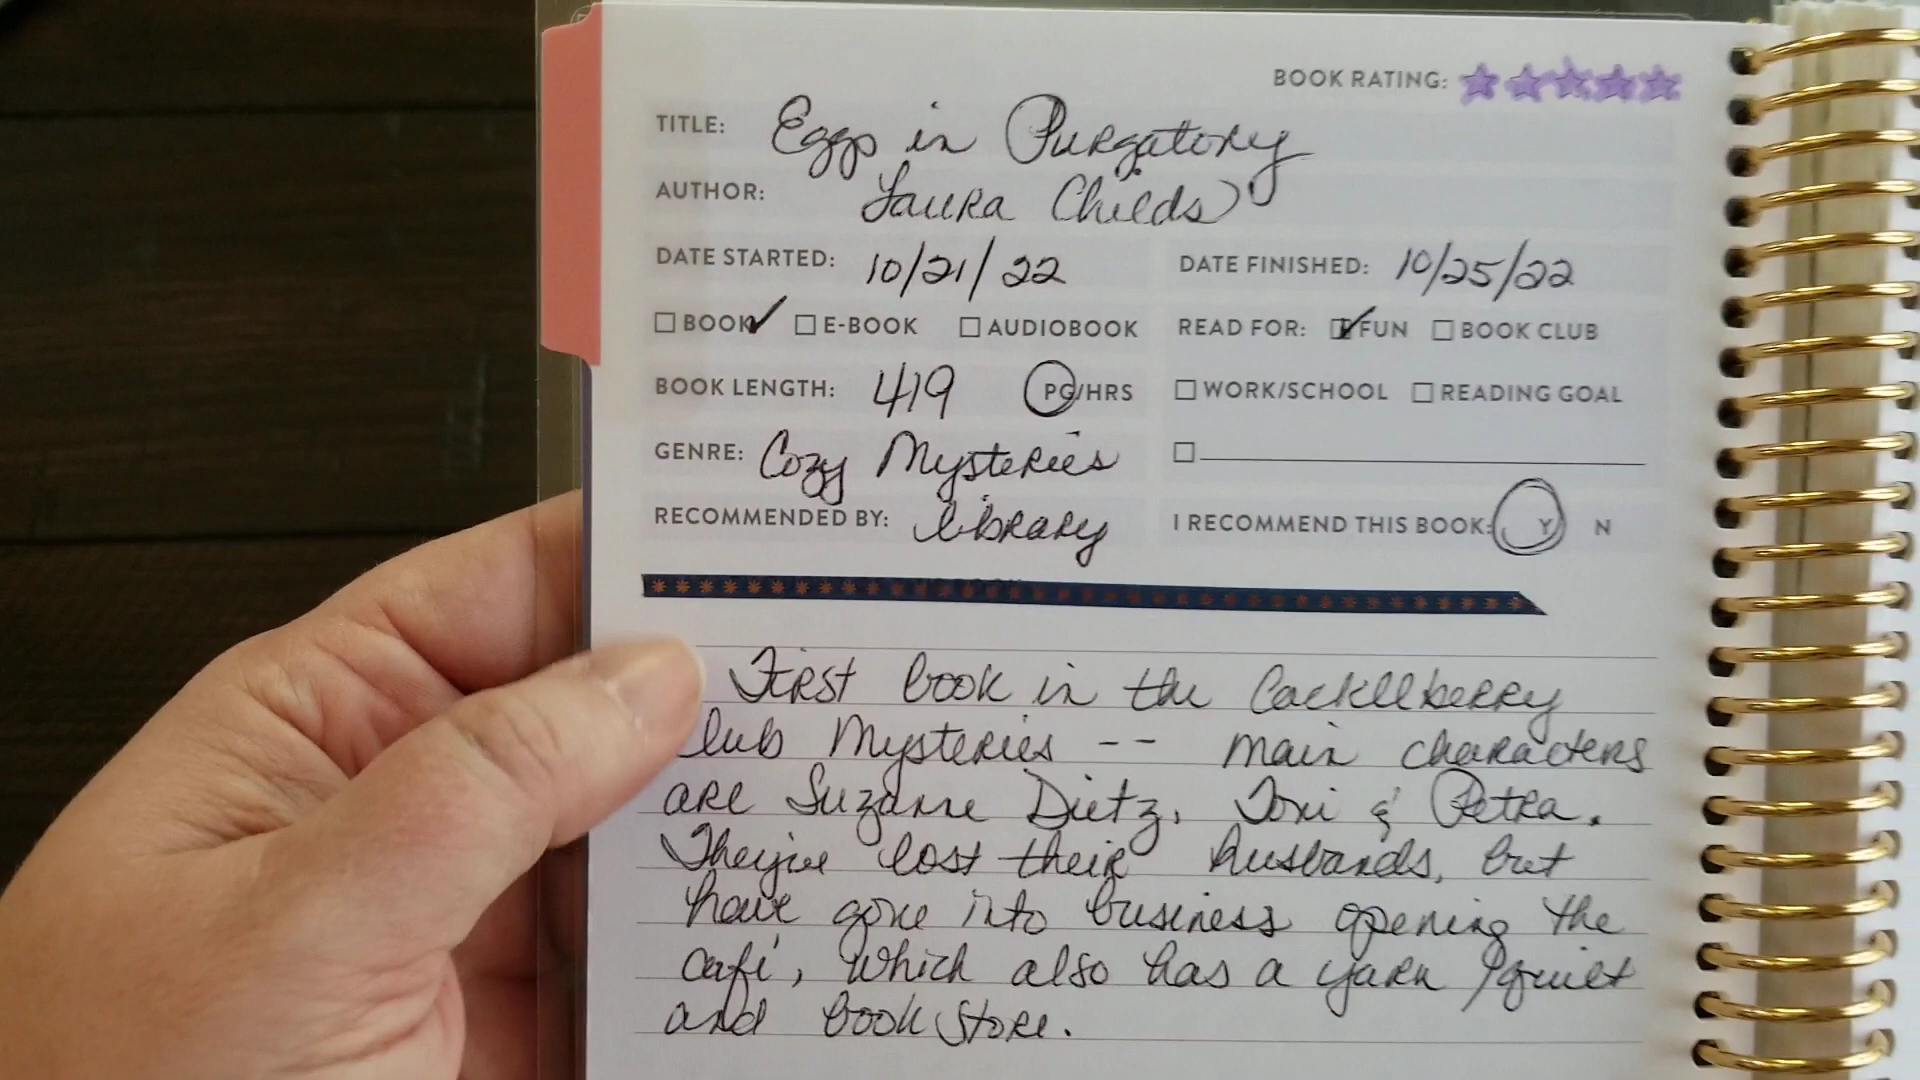 BOOK RATING:
TITLE: Eggs in Purgatory
AUTHOR: Laura Childs
DATE STARTED: 10/21/22 DATE FINISHED: 10/25/22
BOOK E-BOOK AUDIOBOOK READ FOR: FUN BOOK CLUB
BOOK LENGTH: 419 PG/HRS WORK/SCHOOL READING GOAL
GENRE: Cozy Mysteries
RECOMMENDED BY: library I RECOMMEND THIS BOOK: Y N
First book in the Cackleberry
lub Mysteries -- main characters
are Suzanne Dietz, Toni & Petra.
They've lost their husbands, but
have gone into business opening the
café, which also has a yarn/quilt
and book store.